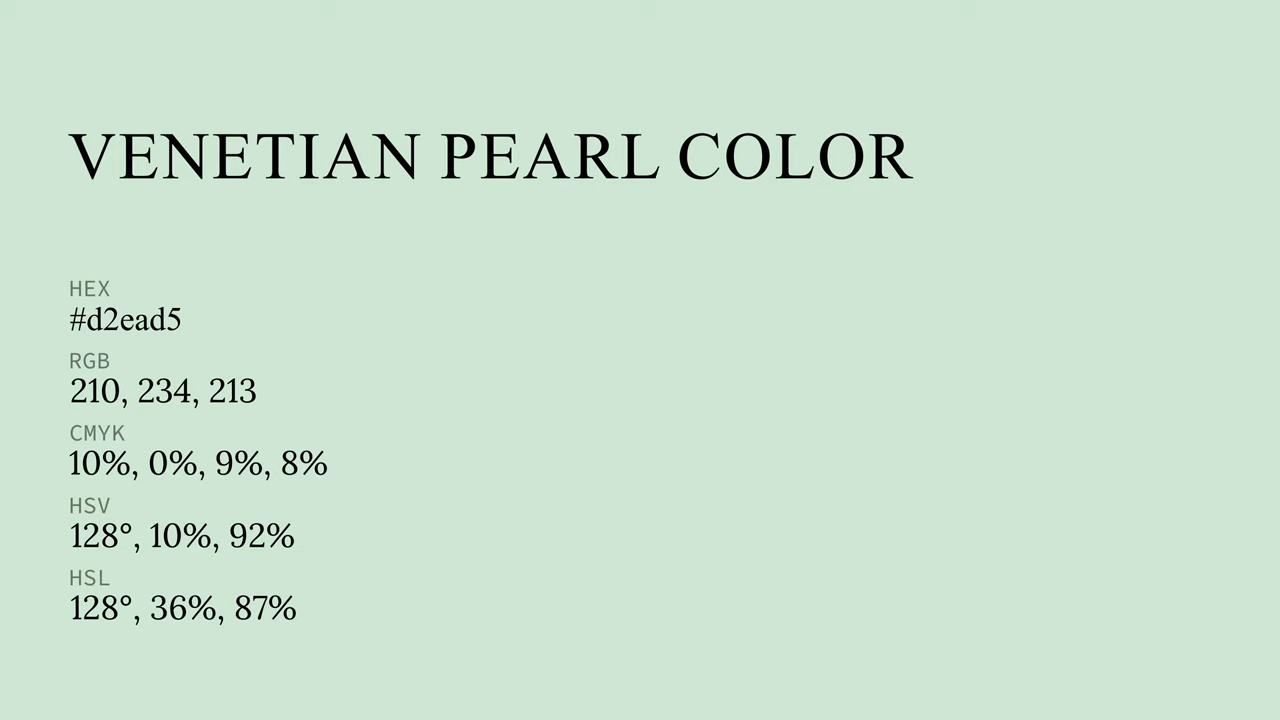 VENETIAN PEARL COLOR
HEX
#d2ead5
RGB
210, 234, 213
CMYK
10%, 0%, 9%, 8%
HSV
128°, 10%, 92%
HSL
128°, 36%, 87%